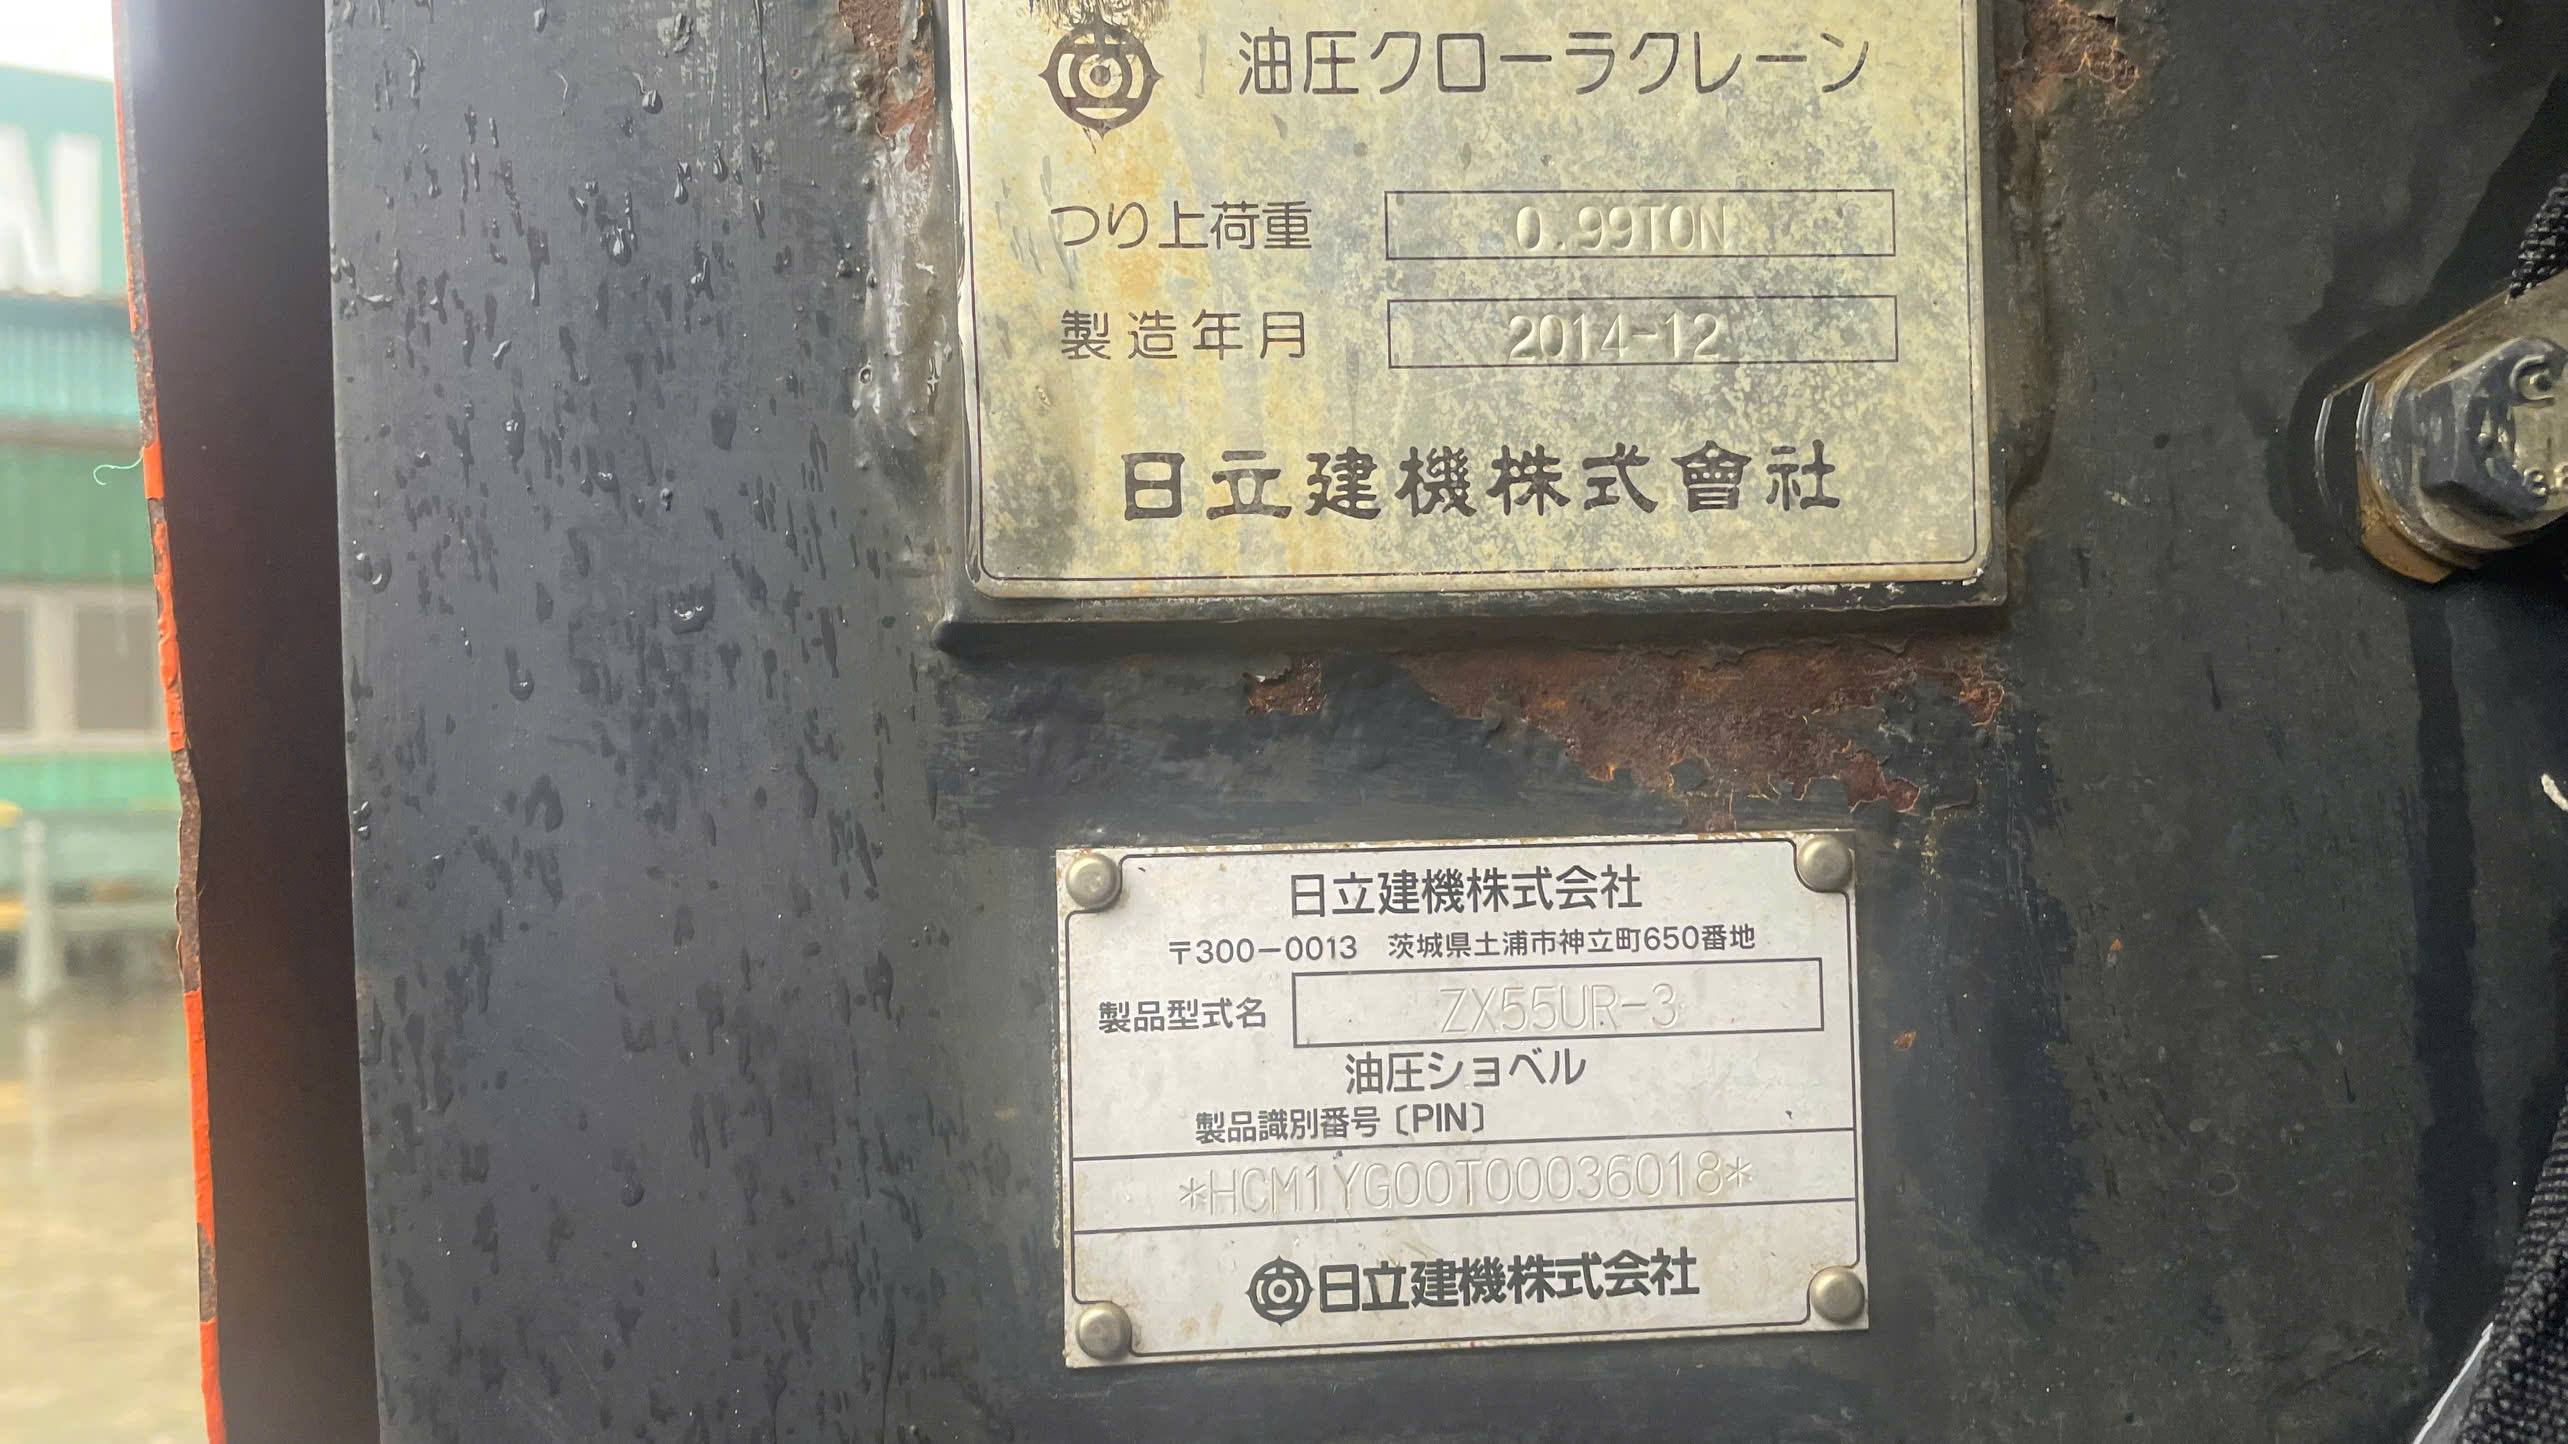 油圧クローラクレーン
つり上荷重 0.99TON
製造年月 2014-12
日立建機株式會社
日立建機株式会社
〒300-0013 茨城県土浦市神立町650番地
製品型式名 ZX55UR-3
油圧ショベル
製品識別番号〔PIN〕
*HCM1YG00T00036018*
日立建機株式会社